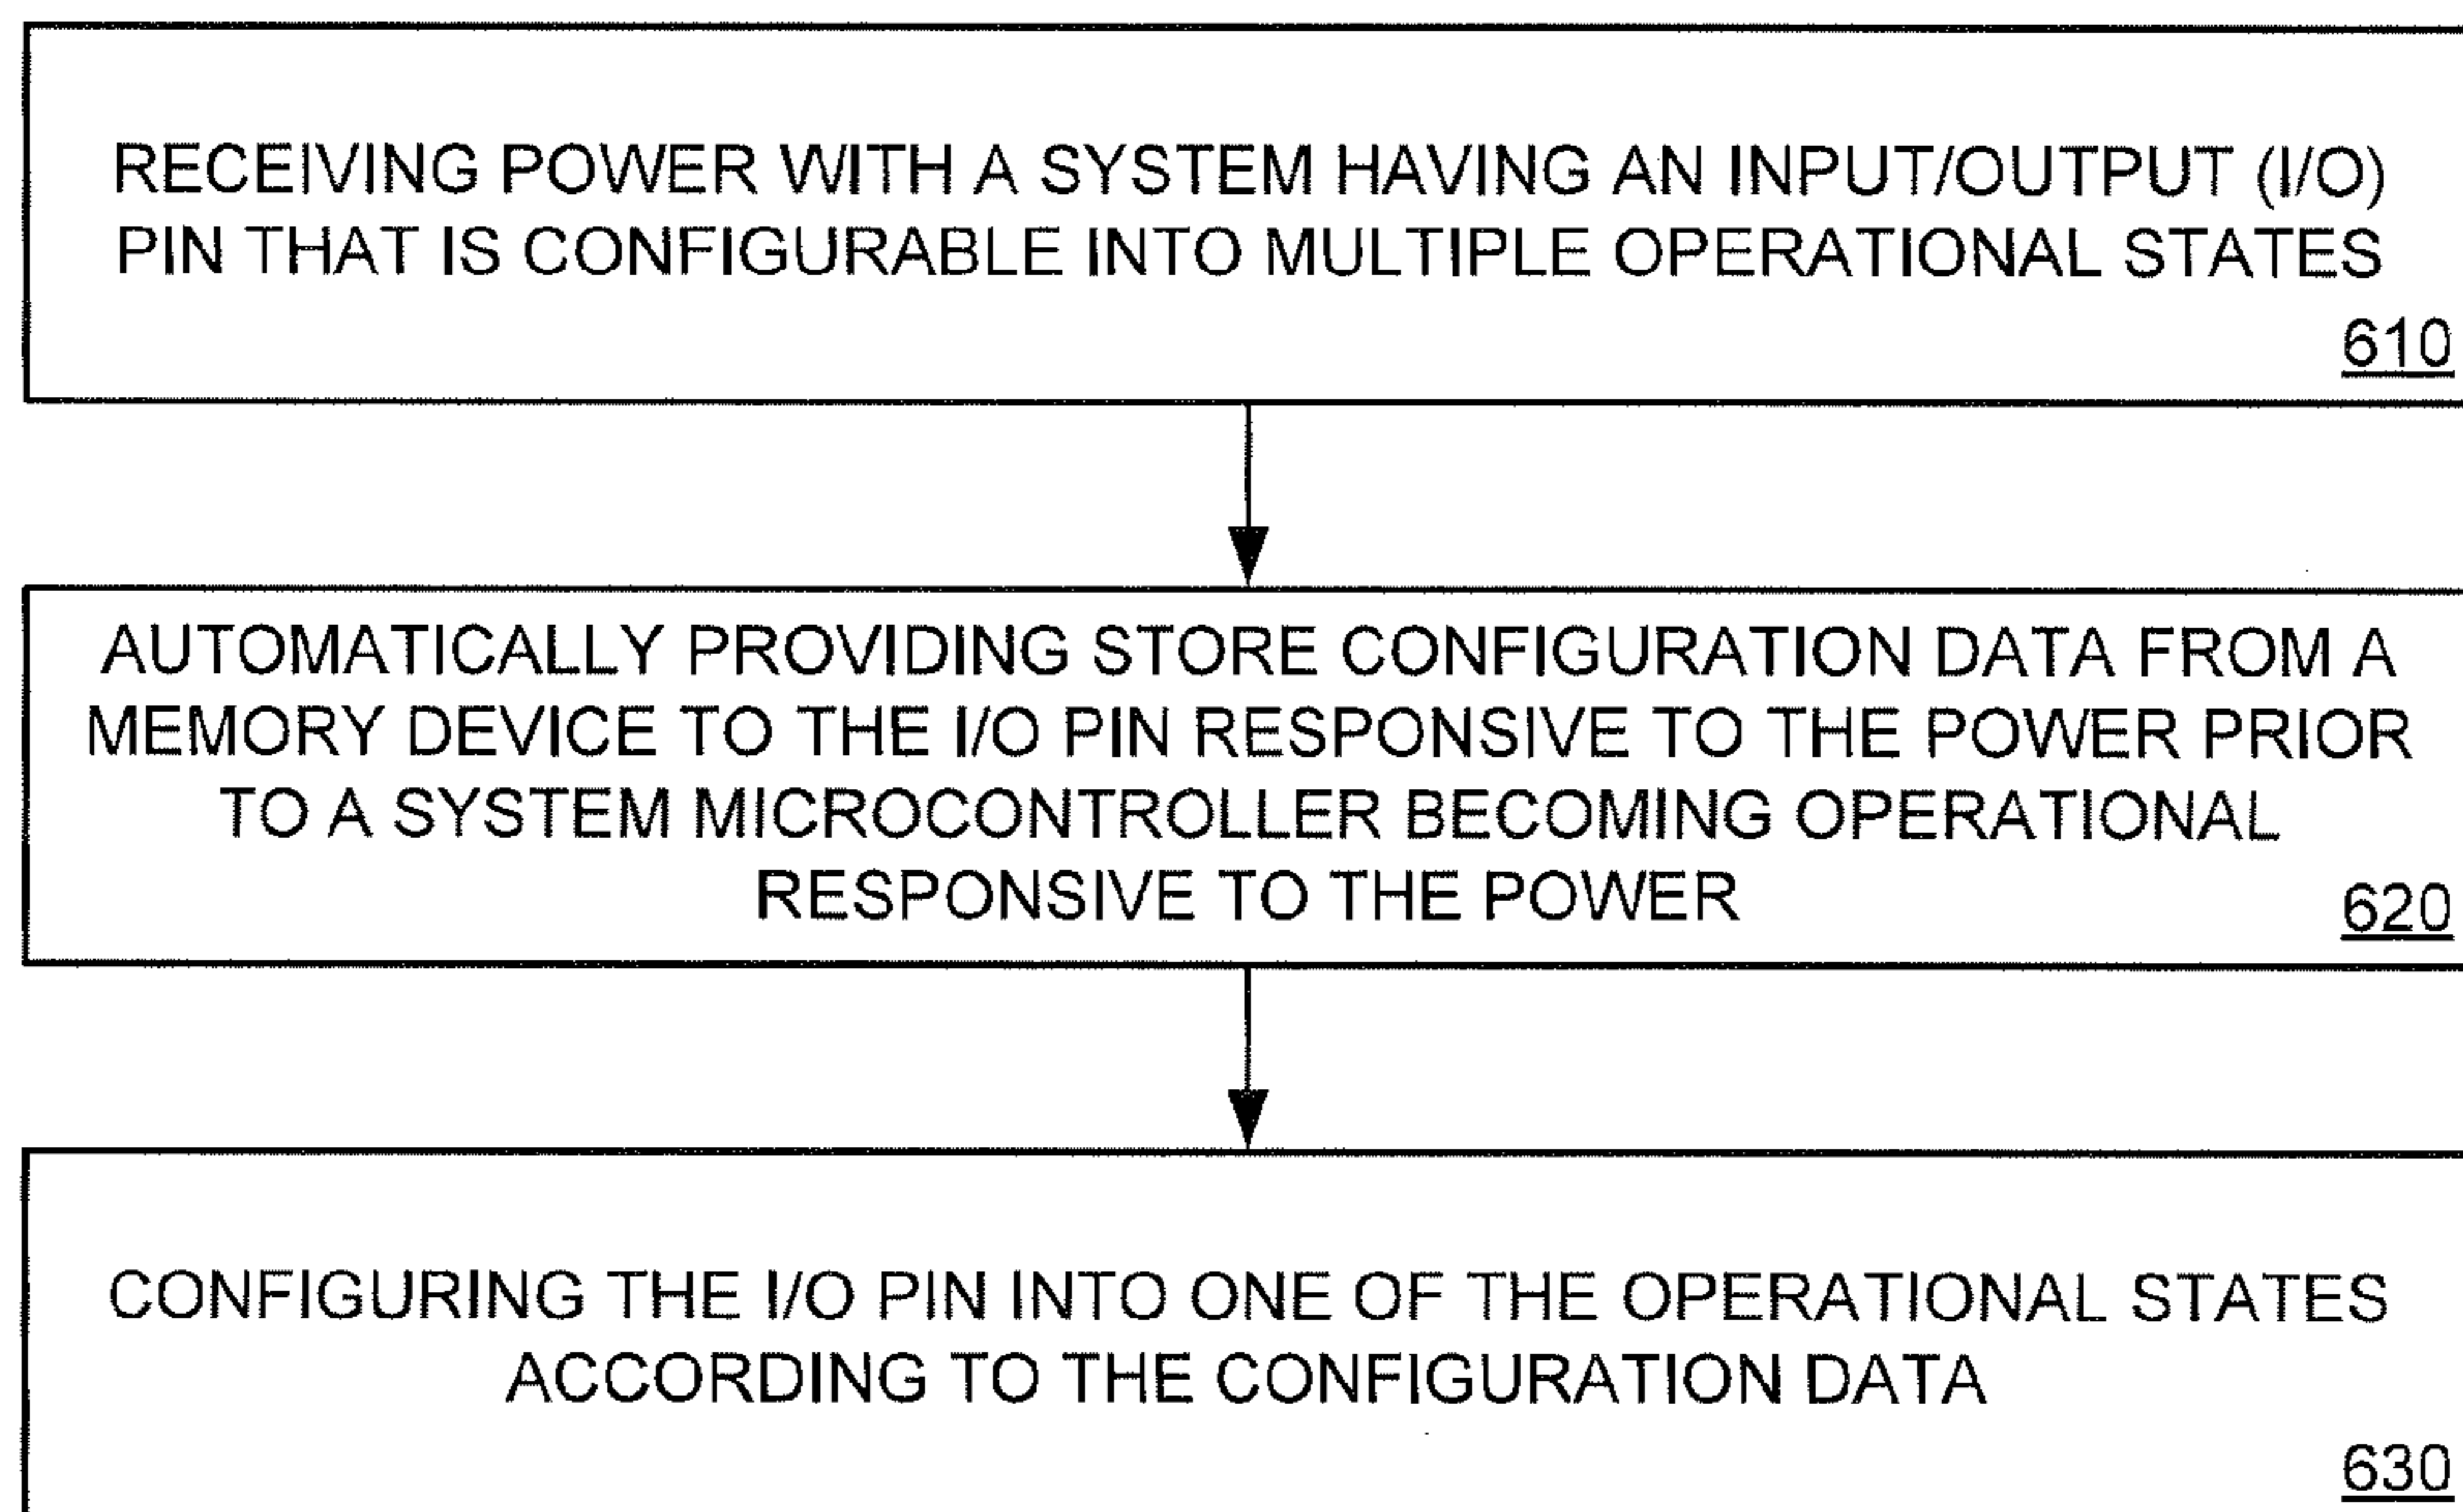 RECEIVING POWER WITH A SYSTEM HAVING AN INPUT/OUTPUT (I/O)
PIN THAT IS CONFIGURABLE INTO MULTIPLE OPERATIONAL STATES
610
AUTOMATICALLY PROVIDING STORE CONFIGURATION DATA FROM A
MEMORY DEVICE TO THE I/O PIN RESPONSIVE TO THE POWER PRIOR
TO A SYSTEM MICROCONTROLLER BECOMING OPERATIONAL
RESPONSIVE TO THE POWER
620
CONFIGURING THE I/O PIN INTO ONE OF THE OPERATIONAL STATES
ACCORDING TO THE CONFIGURATION DATA
630